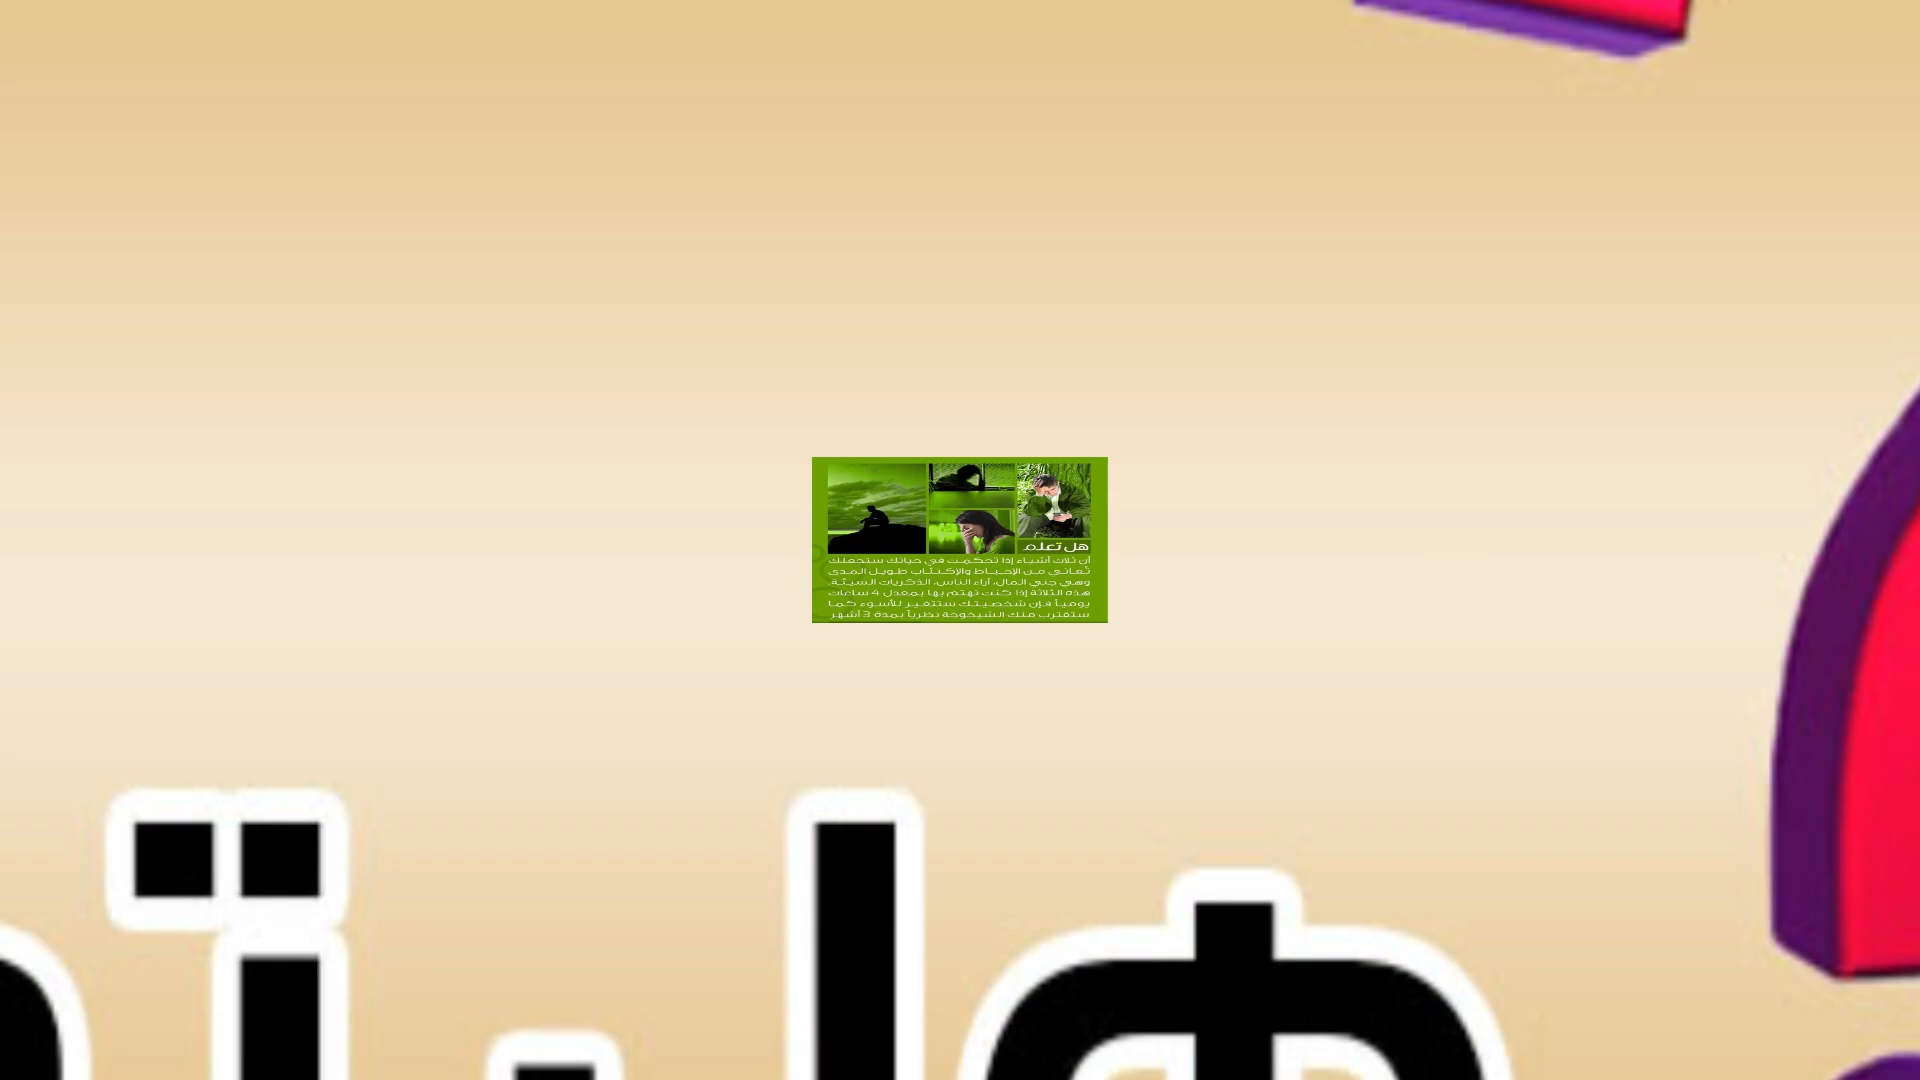 هل تعلم
أن ثلاث أشياء إذا تحكمت في حياتك ستجعلك
تعاني من الإحباط والإكتئاب طويل المدى
وهي جني المال، آراء الناس، الذكريات السيئة.
هذه الثلاثة إذا كنت تهتم بها بمعدل 4 ساعات
يومياً فإن شخصيتك ستتغير للأسوء كما
ستقترب منك الشيخوخة نظرياً بمدة 3 أشهر
هل